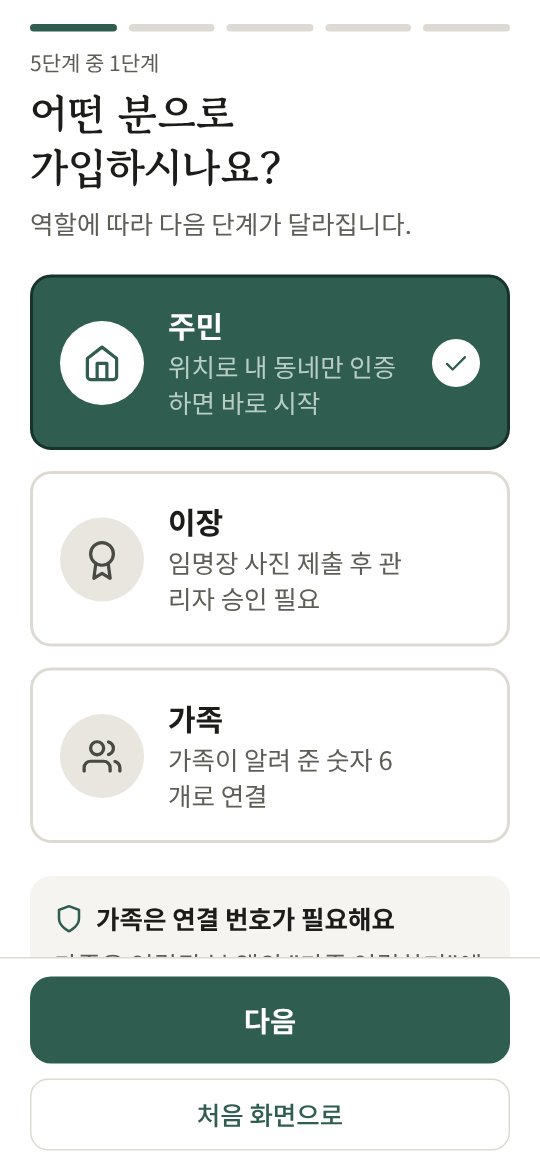 5단계 중 1단계
어떤 분으로
가입하시나요?
역할에 따라 다음 단계가 달라집니다.
주민
위치로 내 동네만 인증
하면 바로 시작
이장
임명장 사진 제출 후 관
리자 승인 필요
가족
가족이 알려 준 숫자 6
개로 연결
가족은 연결 번호가 필요해요
다음
처음 화면으로